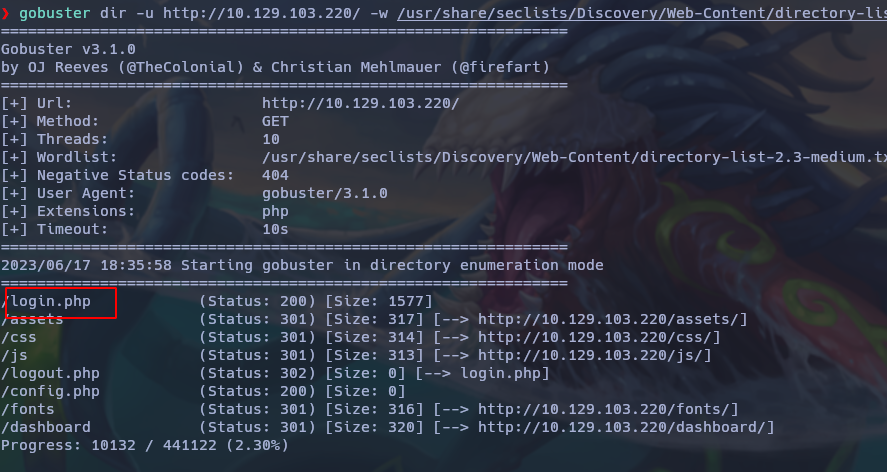 ❯ gobuster dir -u http://10.129.103.220/ -w /usr/share/seclists/Discovery/Web-Content/directory-lis
===============================================================
Gobuster v3.1.0
by OJ Reeves (@TheColonial) & Christian Mehlmauer (@firefart)
===============================================================
[+] Url:                     http://10.129.103.220/
[+] Method:                  GET
[+] Threads:                 10
[+] Wordlist:                /usr/share/seclists/Discovery/Web-Content/directory-list-2.3-medium.tx
[+] Negative Status codes:   404
[+] User Agent:              gobuster/3.1.0
[+] Extensions:              php
[+] Timeout:                 10s
===============================================================
2023/06/17 18:35:58 Starting gobuster in directory enumeration mode
===============================================================
/login.php            (Status: 200) [Size: 1577]
/assets               (Status: 301) [Size: 317] [--> http://10.129.103.220/assets/]
/css                  (Status: 301) [Size: 314] [--> http://10.129.103.220/css/]
/js                   (Status: 301) [Size: 313] [--> http://10.129.103.220/js/]
/logout.php           (Status: 302) [Size: 0] [--> login.php]
/config.php           (Status: 200) [Size: 0]
/fonts                (Status: 301) [Size: 316] [--> http://10.129.103.220/fonts/]
/dashboard            (Status: 301) [Size: 320] [--> http://10.129.103.220/dashboard/]
Progress: 10132 / 441122 (2.30%)